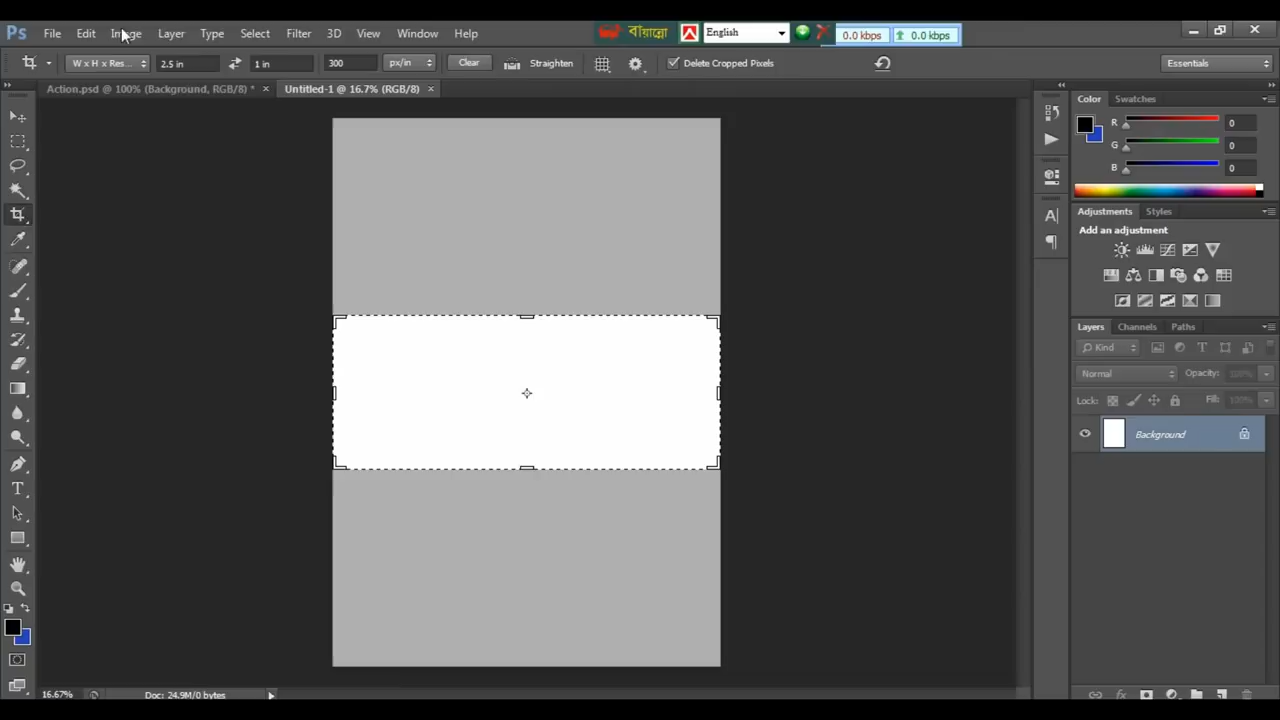 Ps File Edit Image Layer Type Select Filter 3D View Window Help বায়ান্নো English 0.0 kbps 0.0 kbps
W x H x Res... 2.5 in 1 in 300 px/in Clear Straighten Delete Cropped Pixels Essentials
Action.psd @ 100% (Background, RGB/8) * × Untitled-1 @ 16.7% (RGB/8) ×
Color Swatches
R 0
G 0
B 0
Adjustments Styles
Add an adjustment
Layers Channels Paths
Kind
Normal Opacity: 100%
Lock: Fill: 100%
Background
16.67% Doc: 24.9M/0 bytes